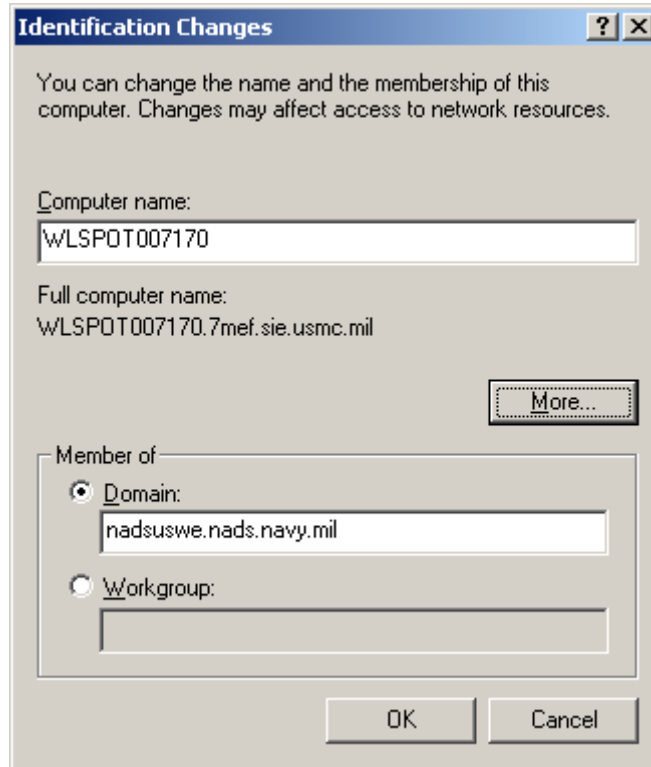 Identification Changes
You can change the name and the membership of this
computer. Changes may affect access to network resources.
Computer name:
WLSPOT007170
Full computer name:
WLSPOT007170.7mef.sie.usmc.mil
More...
Member of
Domain:
nadsuswe.nads.navy.mil
Workgroup:
OK Cancel